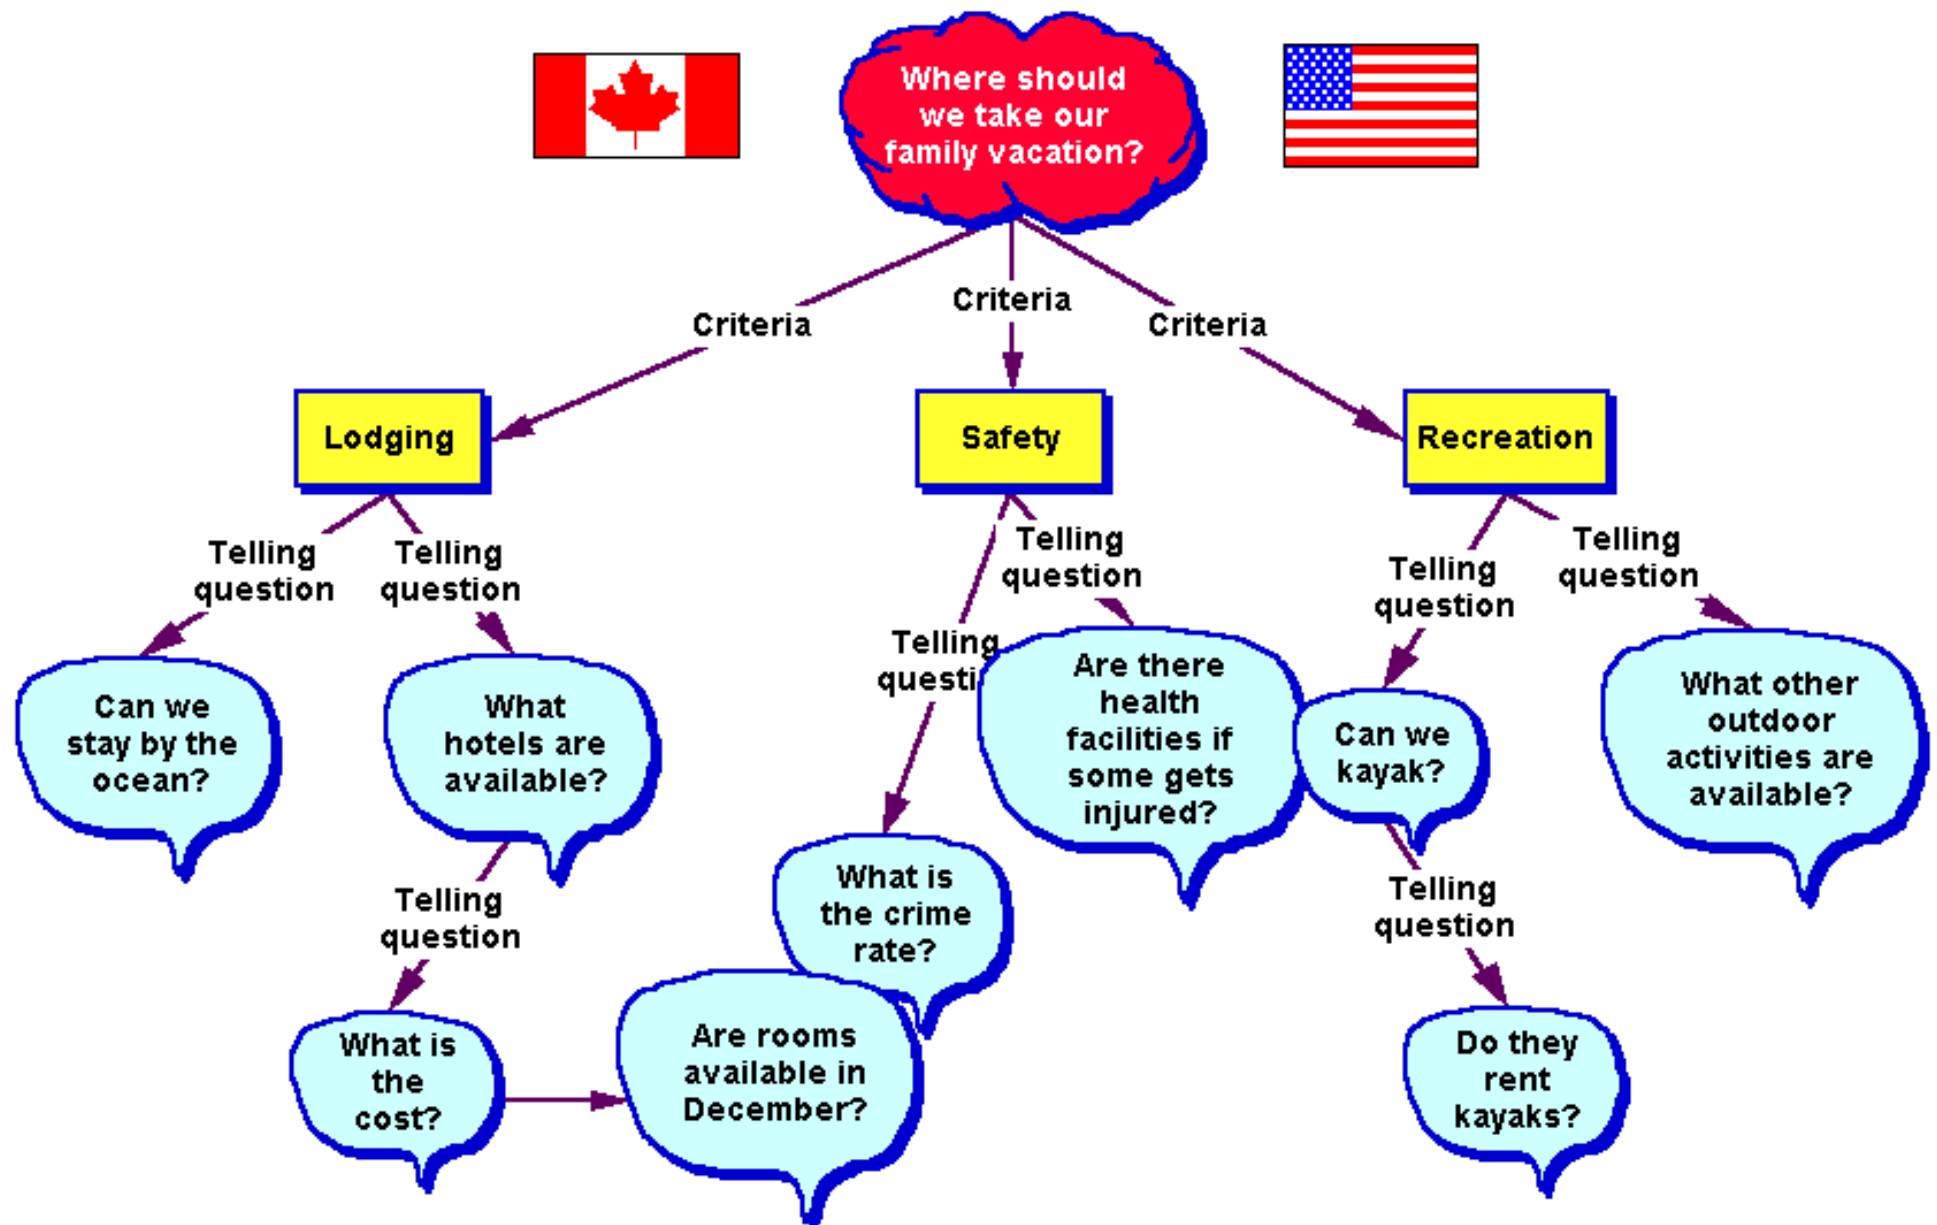 Where should
we take our
family vacation?
Criteria
Criteria
Criteria
Lodging
Safety
Recreation
Telling
question
Telling
question
Telling
question
Telling
question
Telling
question
Telling
questi
Can we
stay by the
ocean?
What
hotels are
available?
Are there
health
facilities if
some gets
injured?
Can we
kayak?
What other
outdoor
activities are
available?
Telling
question
What is
the crime
rate?
Telling
question
What is
the
cost?
Are rooms
available in
December?
Do they
rent
kayaks?